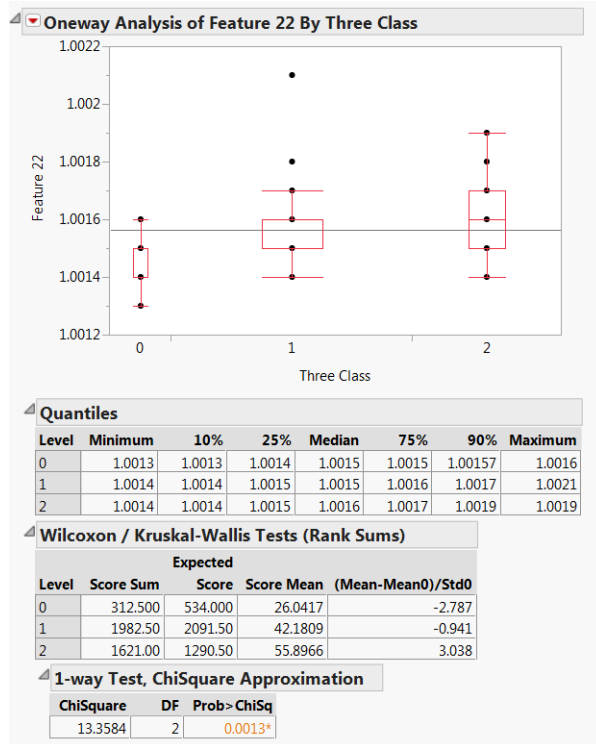 Oneway Analysis of Feature 22 By Three Class
1.0022
1.002
1.0018
1.0016
1.0014
1.0012
Feature 22
0 1 2
Three Class
Quantiles
Level Minimum 10% 25% Median 75% 90% Maximum
0 1.0013 1.0013 1.0014 1.0015 1.0015 1.00157 1.0016
1 1.0014 1.0014 1.0015 1.0015 1.0016 1.0017 1.0021
2 1.0014 1.0014 1.0015 1.0016 1.0017 1.0019 1.0019
Wilcoxon / Kruskal-Wallis Tests (Rank Sums)
Expected
Level Score Sum Score Score Mean (Mean-Mean0)/Std0
0 312.500 534.000 26.0417 -2.787
1 1982.50 2091.50 42.1809 -0.941
2 1621.00 1290.50 55.8966 3.038
1-way Test, ChiSquare Approximation
ChiSquare DF Prob>ChiSq
13.3584 2 0.0013*